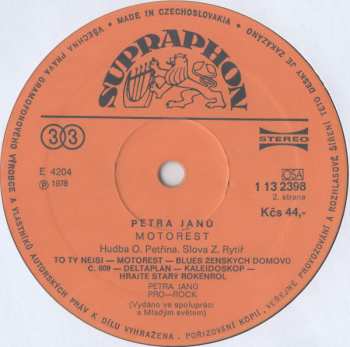 MADE IN CZECHOSLOVAKIA • VŠECHNA PRÁVA GRAMOFONOVÉHO VÝROBCE A VLASTNÍKŮ AUTORSKÝCH PRÁV K DÍLU VYHRAŽENA. POŘIZOVÁNÍ KOPIÍ, VEŘEJNÉ PROVOZOVÁNÍ A ROZHLASOVÉ ŠÍŘENÍ TÉTO DESKY JE ZAKÁZÁNO
SUPRAPHON
33
STEREO
E 4204
Ⓟ 1978
OSA
1 13 2398
2. strana
Kčs 44,-
PETRA JANŮ
MOTOREST
Hudba O. Petřina. Slova Z. Rytíř
TO TY NEJSI — MOTOREST — BLUES ŽENSKÝCH DOMOVŮ
C. 609 — DELTAPLÁN — KALEIDOSKOP —
HRAJTE STARÝ ROKENROL
PETRA JANŮ
PRO—ROCK
(Vydáno ve spolupráci
s Mladým světem)